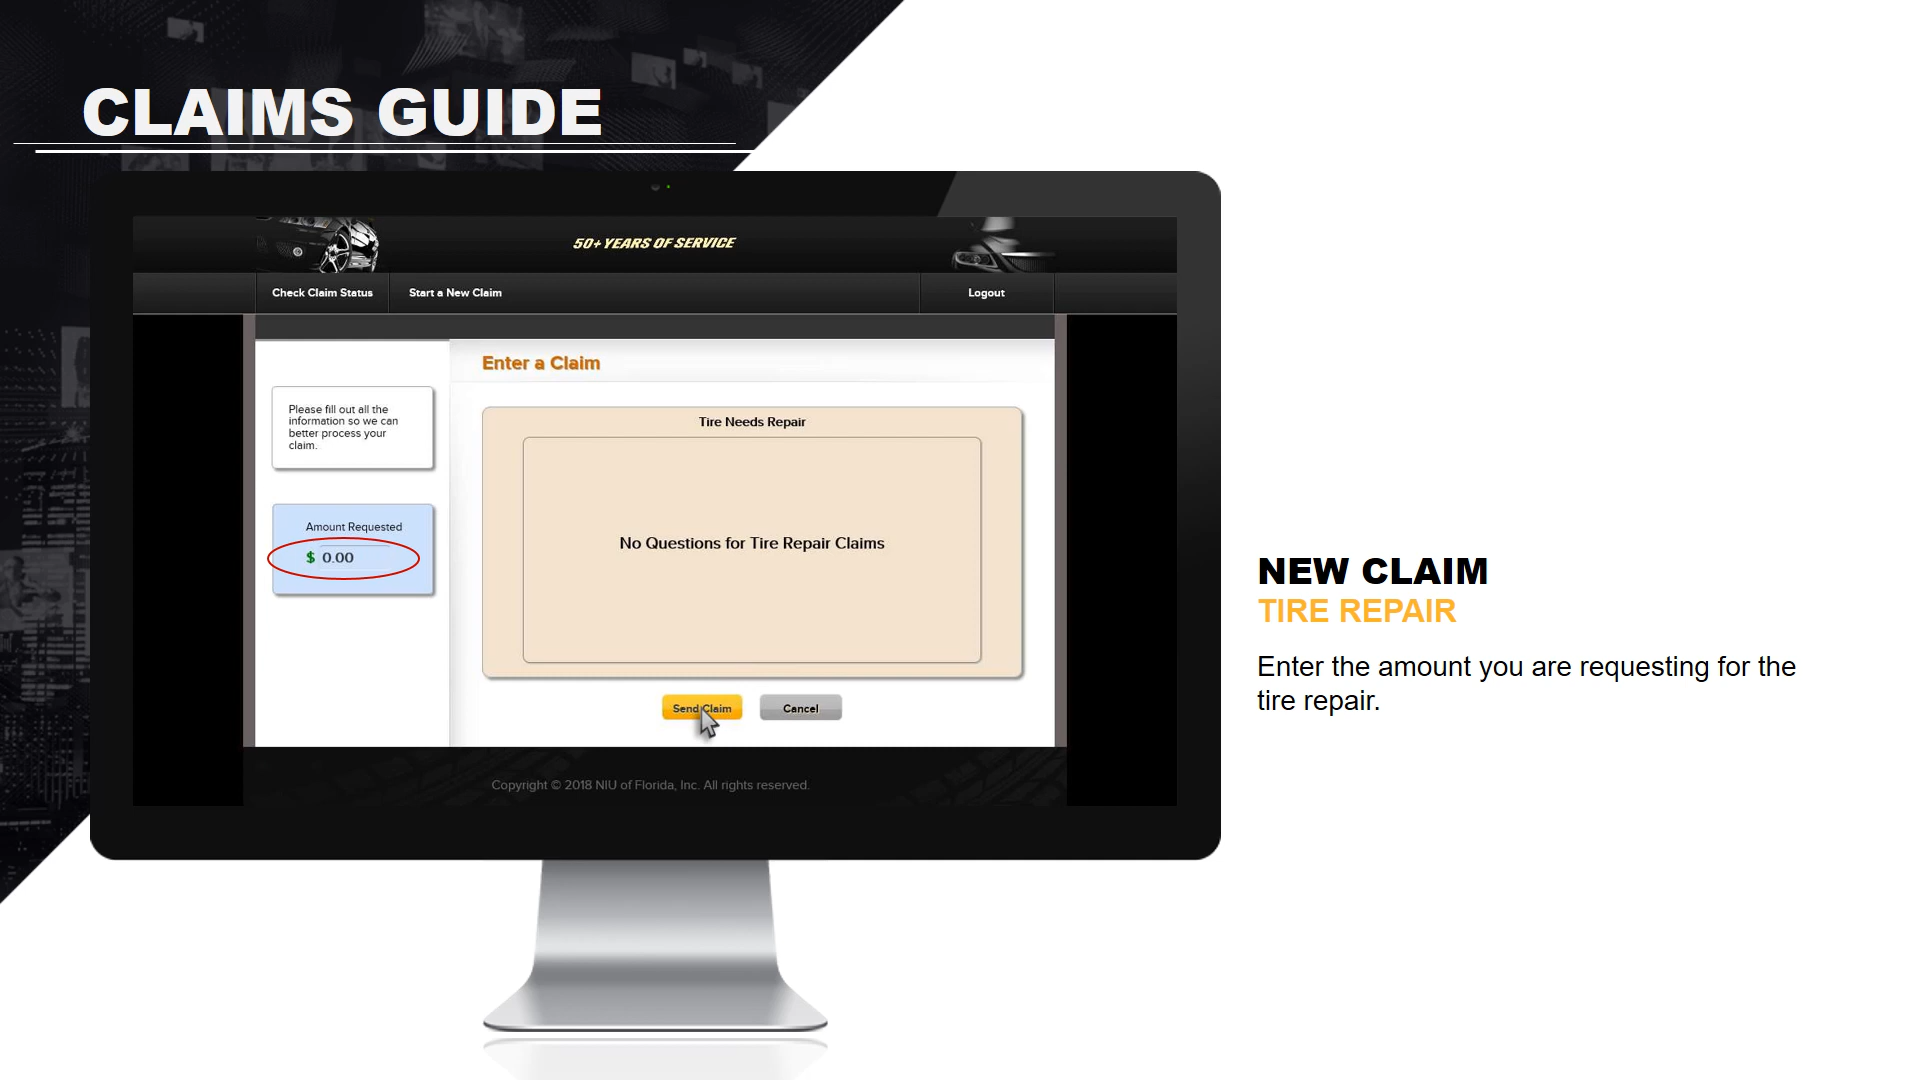 CLAIMS GUIDE
50+ YEARS OF SERVICE
Check Claim Status
Start a New Claim
Logout
Enter a Claim
Please fill out all the
information so we can
better process your
claim.
Amount Requested
$ 0.00
Tire Needs Repair
No Questions for Tire Repair Claims
Send Claim
Cancel
Copyright © 2018 NIU of Florida, Inc. All rights reserved.
NEW CLAIM
TIRE REPAIR
Enter the amount you are requesting for the
tire repair.